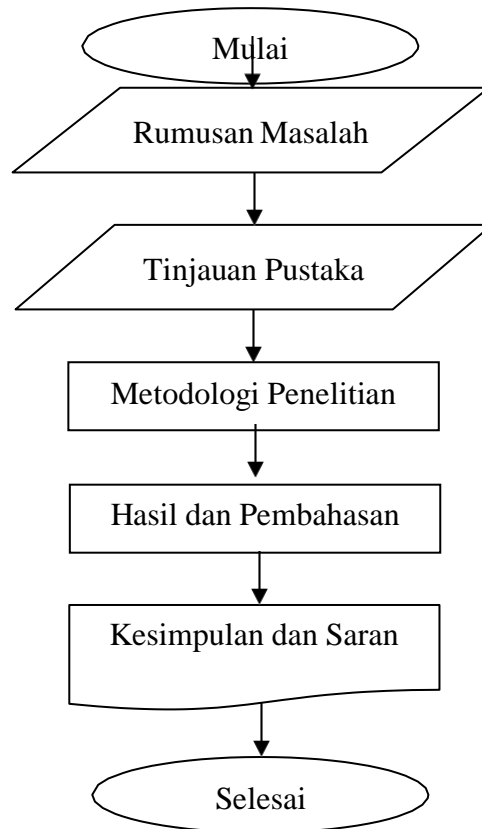 Mulai
Rumusan Masalah
Tinjauan Pustaka
Metodologi Penelitian
Hasil dan Pembahasan
Kesimpulan dan Saran
Selesai